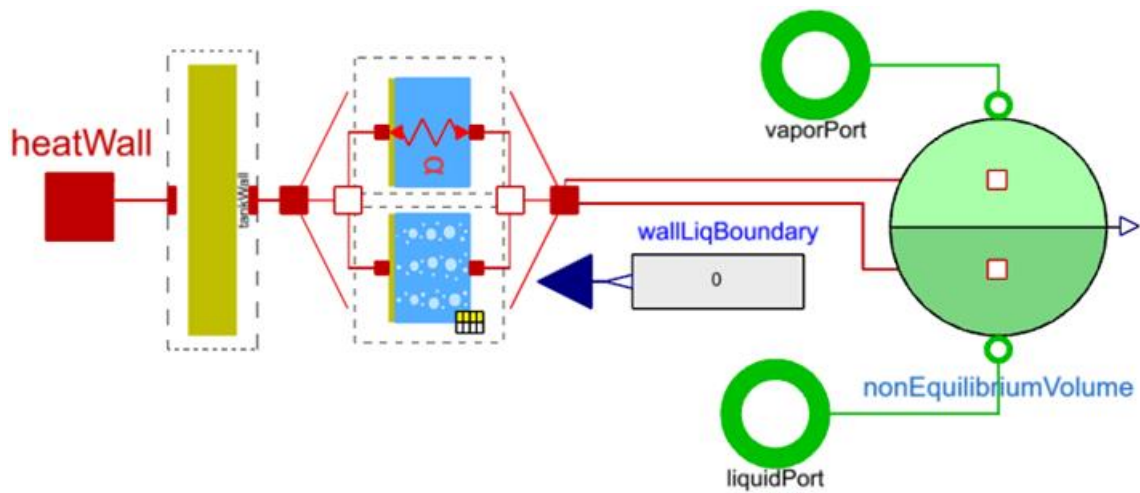 heatWall
tankWall
α
vaporPort
wallLiqBoundary
0
nonEquilibriumVolume
liquidPort